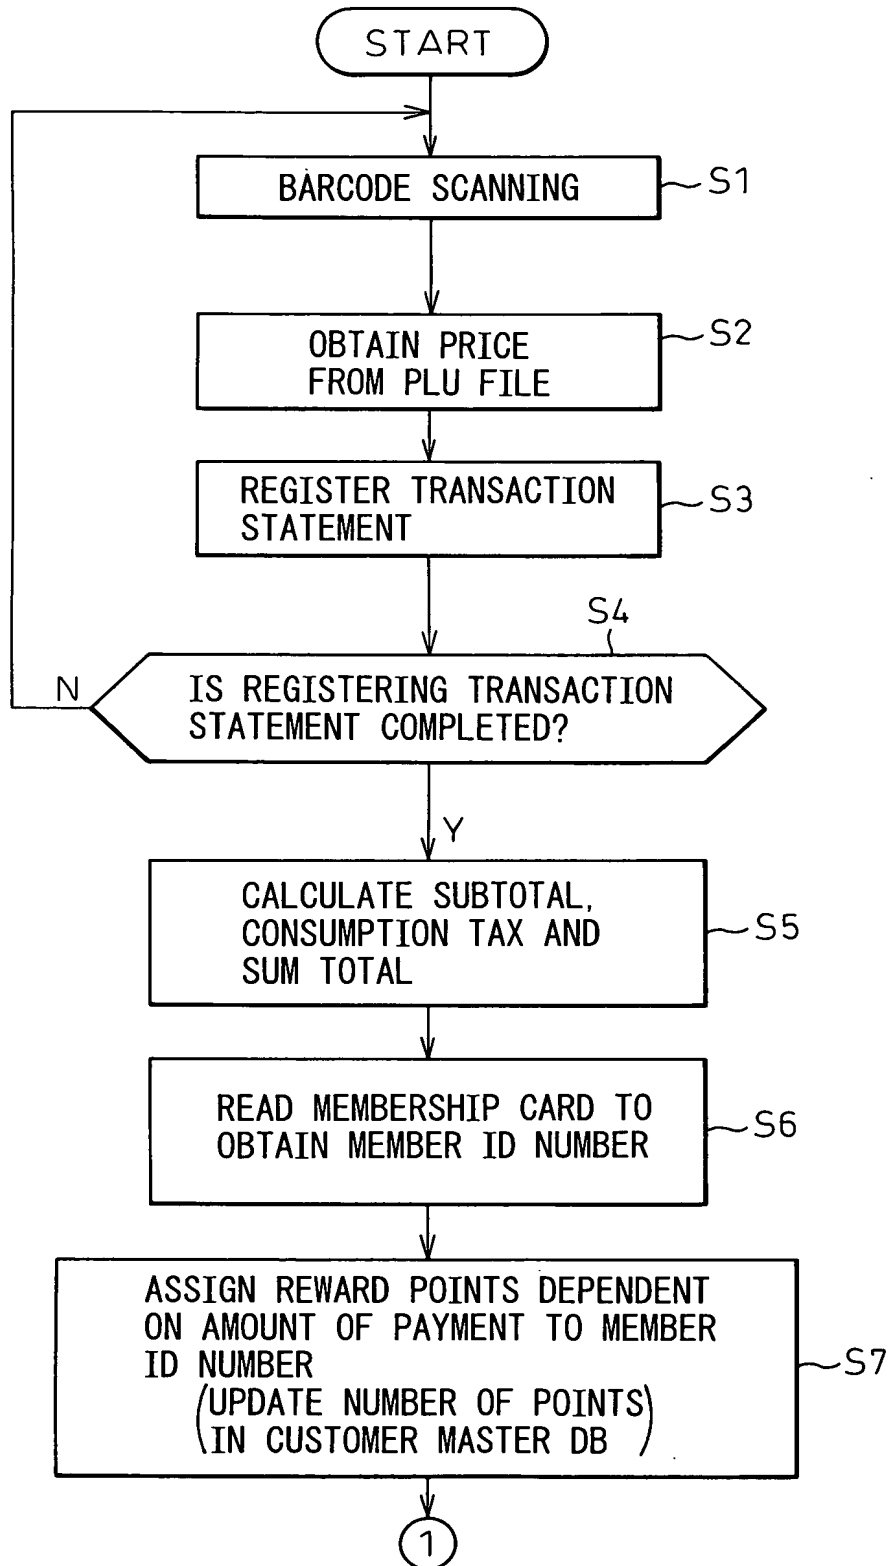 START
BARCODE SCANNING
S1
OBTAIN PRICE
FROM PLU FILE
S2
REGISTER TRANSACTION
STATEMENT
S3
S4
N
IS REGISTERING TRANSACTION
STATEMENT COMPLETED?
Y
CALCULATE SUBTOTAL,
CONSUMPTION TAX AND
SUM TOTAL
S5
READ MEMBERSHIP CARD TO
OBTAIN MEMBER ID NUMBER
S6
ASSIGN REWARD POINTS DEPENDENT
ON AMOUNT OF PAYMENT TO MEMBER
ID NUMBER
(UPDATE NUMBER OF POINTS
IN CUSTOMER MASTER DB)
S7
1